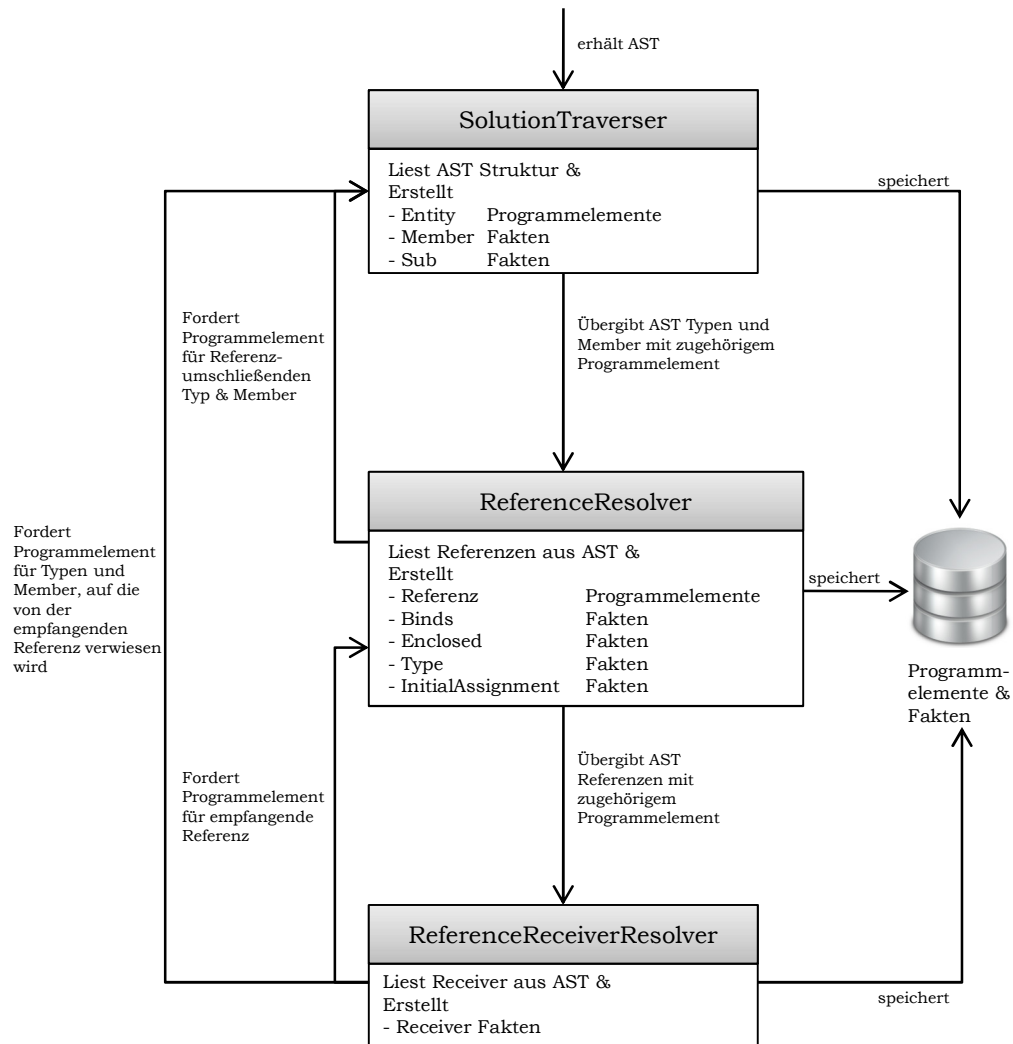 erhält AST
SolutionTraverser
Liest AST Struktur &
Erstellt
- Entity Programmelemente
- Member Fakten
- Sub Fakten
speichert
Fordert
Programmelement
für Referenz-
umschließenden
Typ & Member
Übergibt AST Typen und
Member mit zugehörigem
Programmelement
ReferenceResolver
Liest Referenzen aus AST &
Erstellt
- Referenz Programmelemente
- Binds Fakten
- Enclosed Fakten
- Type Fakten
- InitialAssignment Fakten
speichert
Fordert
Programmelement
für Typen und
Member, auf die
von der
empfangenden
Referenz verwiesen
wird
Programm-
elemente &
Fakten
Fordert
Programmelement
für empfangende
Referenz
Übergibt AST
Referenzen mit
zugehörigem
Programmelement
ReferenceReceiverResolver
Liest Receiver aus AST &
Erstellt
- Receiver Fakten
speichert